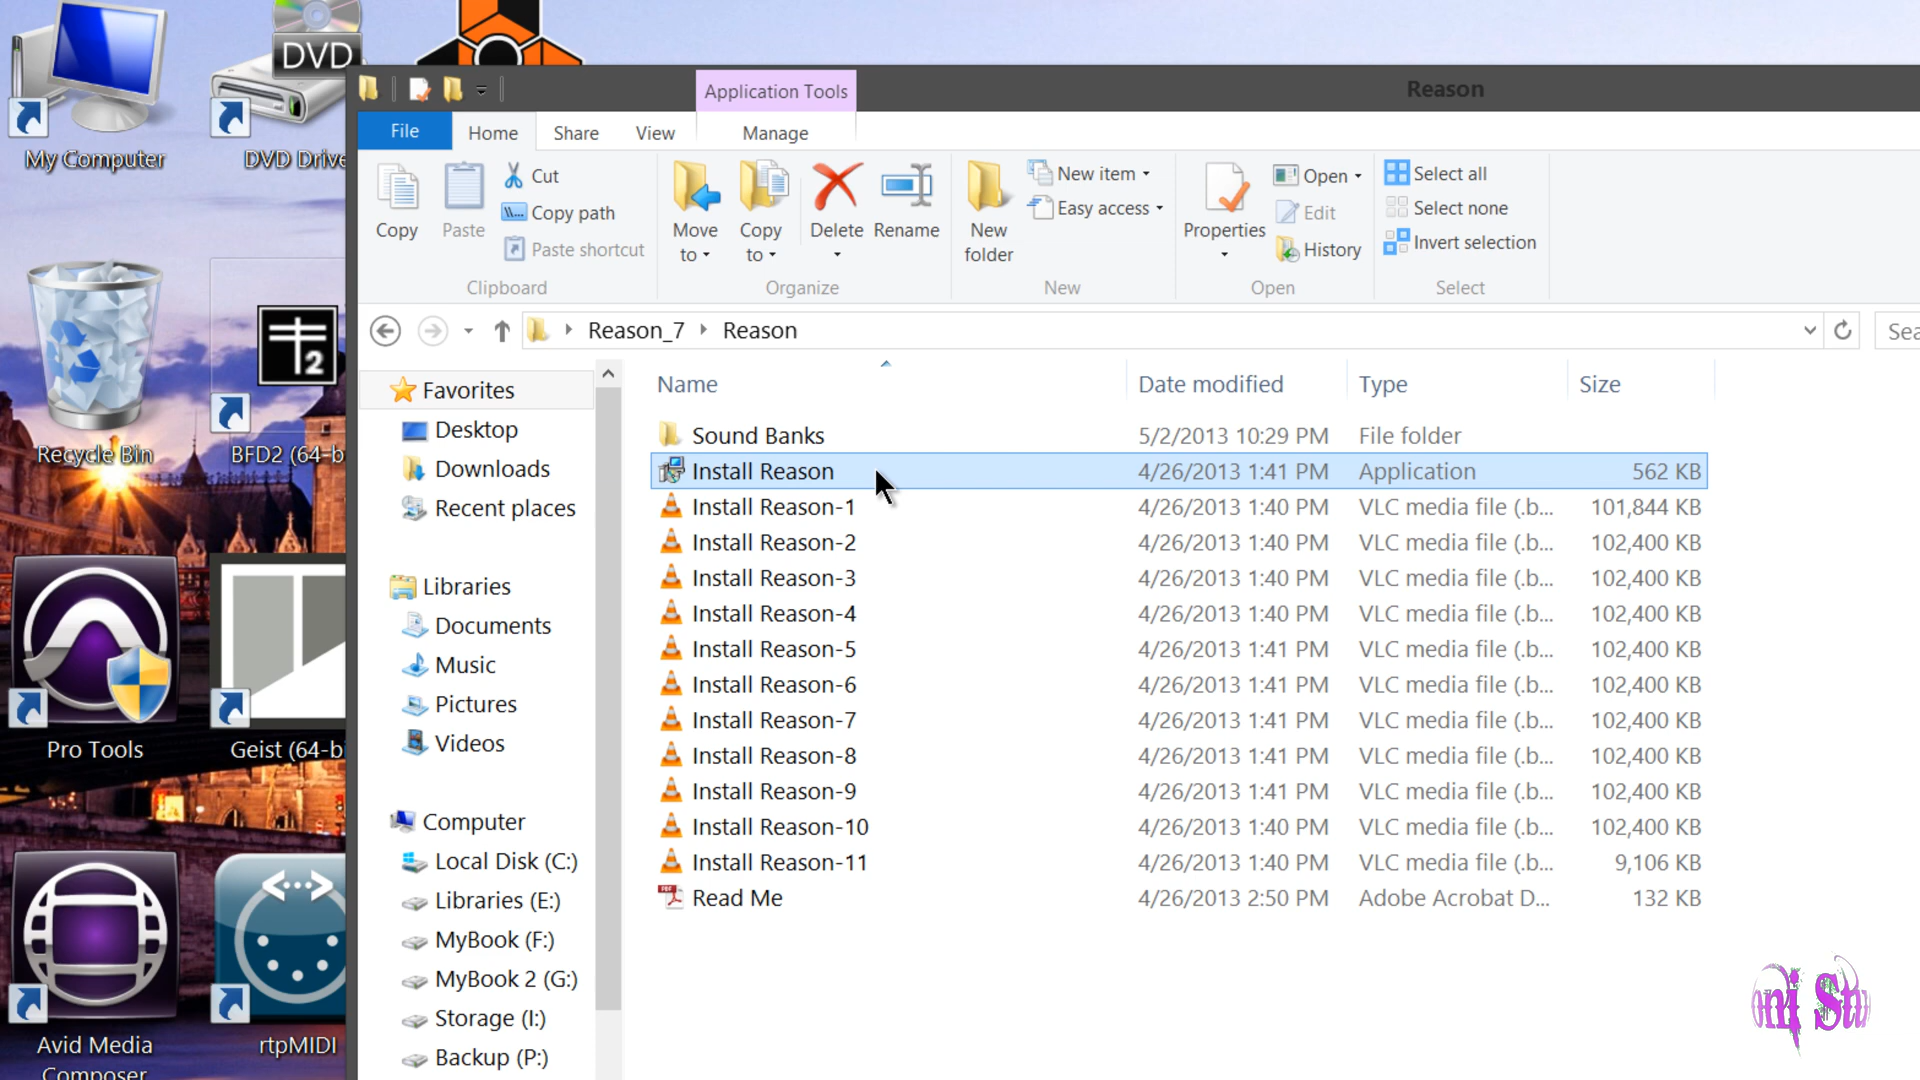 DVD
My Computer
DVD Drive
Recycle Bin
BFD2 (64-b
Pro Tools
Geist (64-bi
Avid Media
Composer
rtpMIDI
Application Tools
Reason
File
Home
Share
View
Manage
Copy
Paste
Cut
Copy path
Paste shortcut
Clipboard
Move
to
Copy
to
Delete
Rename
Organize
New
folder
New item
Easy access
New
Properties
Open
Edit
History
Open
Select all
Select none
Invert selection
Select
Reason_7
Reason
Sea
Favorites
Desktop
Downloads
Recent places
Libraries
Documents
Music
Pictures
Videos
Computer
Local Disk (C:)
Libraries (E:)
MyBook (F:)
MyBook 2 (G:)
Storage (I:)
Backup (P:)
Name Date modified Type Size
Sound Banks 5/2/2013 10:29 PM File folder
Install Reason 4/26/2013 1:41 PM Application 562 KB
Install Reason-1 4/26/2013 1:40 PM VLC media file (.b... 101,844 KB
Install Reason-2 4/26/2013 1:40 PM VLC media file (.b... 102,400 KB
Install Reason-3 4/26/2013 1:40 PM VLC media file (.b... 102,400 KB
Install Reason-4 4/26/2013 1:40 PM VLC media file (.b... 102,400 KB
Install Reason-5 4/26/2013 1:41 PM VLC media file (.b... 102,400 KB
Install Reason-6 4/26/2013 1:41 PM VLC media file (.b... 102,400 KB
Install Reason-7 4/26/2013 1:41 PM VLC media file (.b... 102,400 KB
Install Reason-8 4/26/2013 1:41 PM VLC media file (.b... 102,400 KB
Install Reason-9 4/26/2013 1:41 PM VLC media file (.b... 102,400 KB
Install Reason-10 4/26/2013 1:40 PM VLC media file (.b... 102,400 KB
Install Reason-11 4/26/2013 1:40 PM VLC media file (.b... 9,106 KB
Read Me 4/26/2013 2:50 PM Adobe Acrobat D... 132 KB